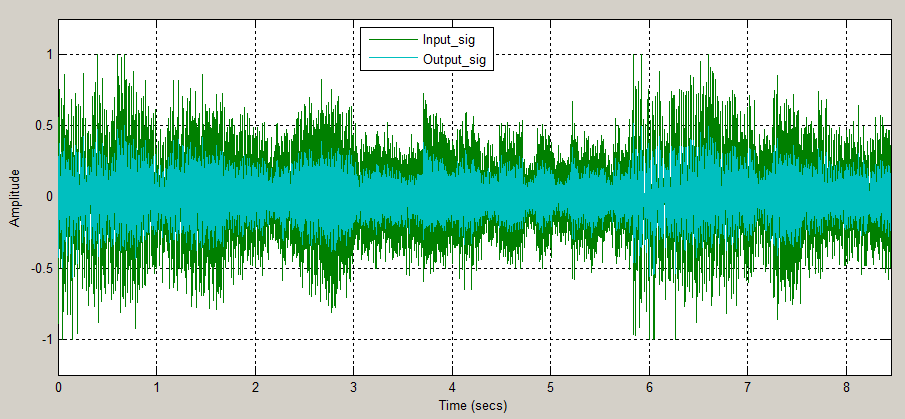 Input_sig
Output_sig
1
0.5
0
-0.5
-1
Amplitude
0 1 2 3 4 5 6 7 8
Time (secs)